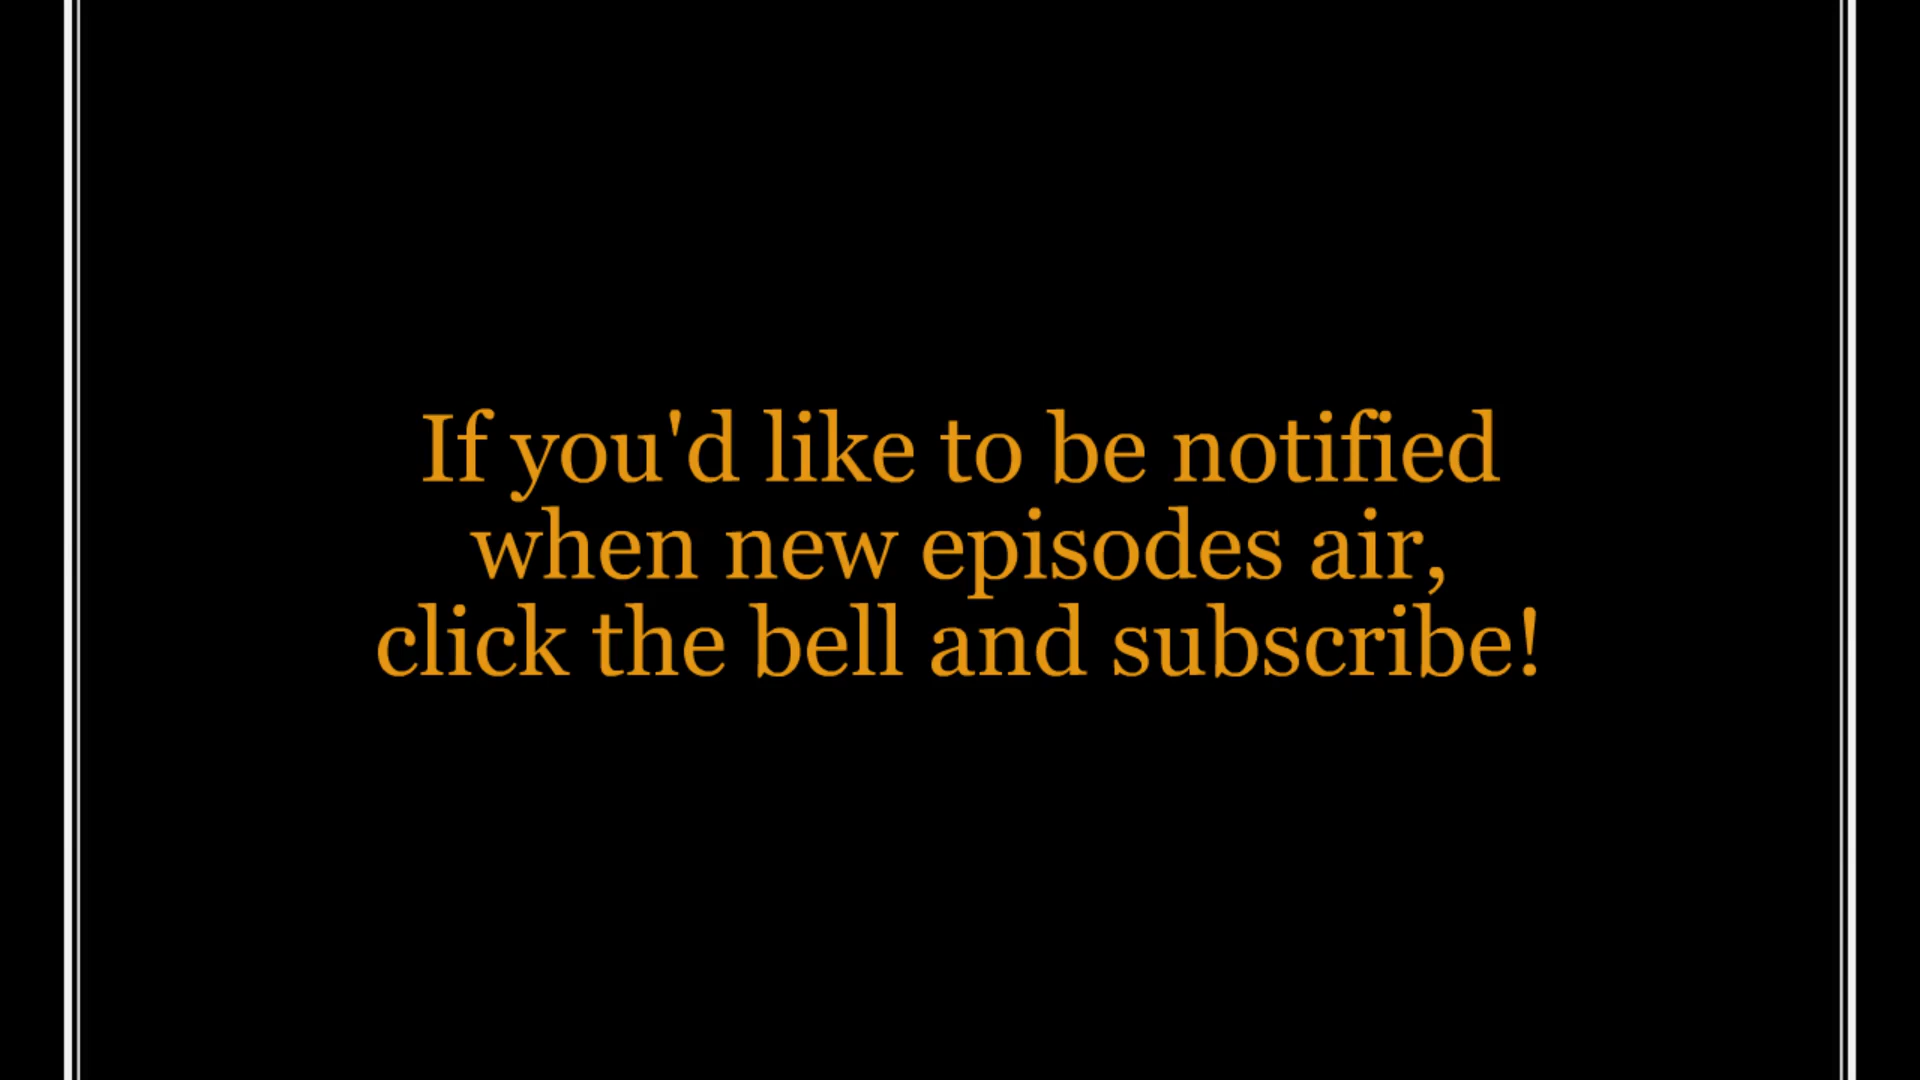 If you'd like to be notified
when new episodes air,
click the bell and subscribe!